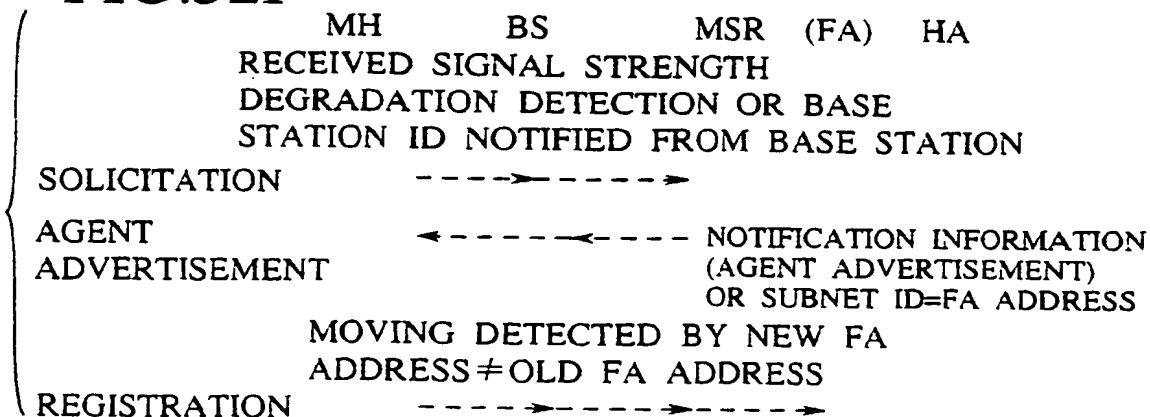 MH BS MSR (FA) HA
RECEIVED SIGNAL STRENGTH
DEGRADATION DETECTION OR BASE
STATION ID NOTIFIED FROM BASE STATION
SOLICITATION
AGENT
ADVERTISEMENT
NOTIFICATION INFORMATION
(AGENT ADVERTISEMENT)
OR SUBNET ID=FA ADDRESS
MOVING DETECTED BY NEW FA
ADDRESS≠OLD FA ADDRESS
REGISTRATION